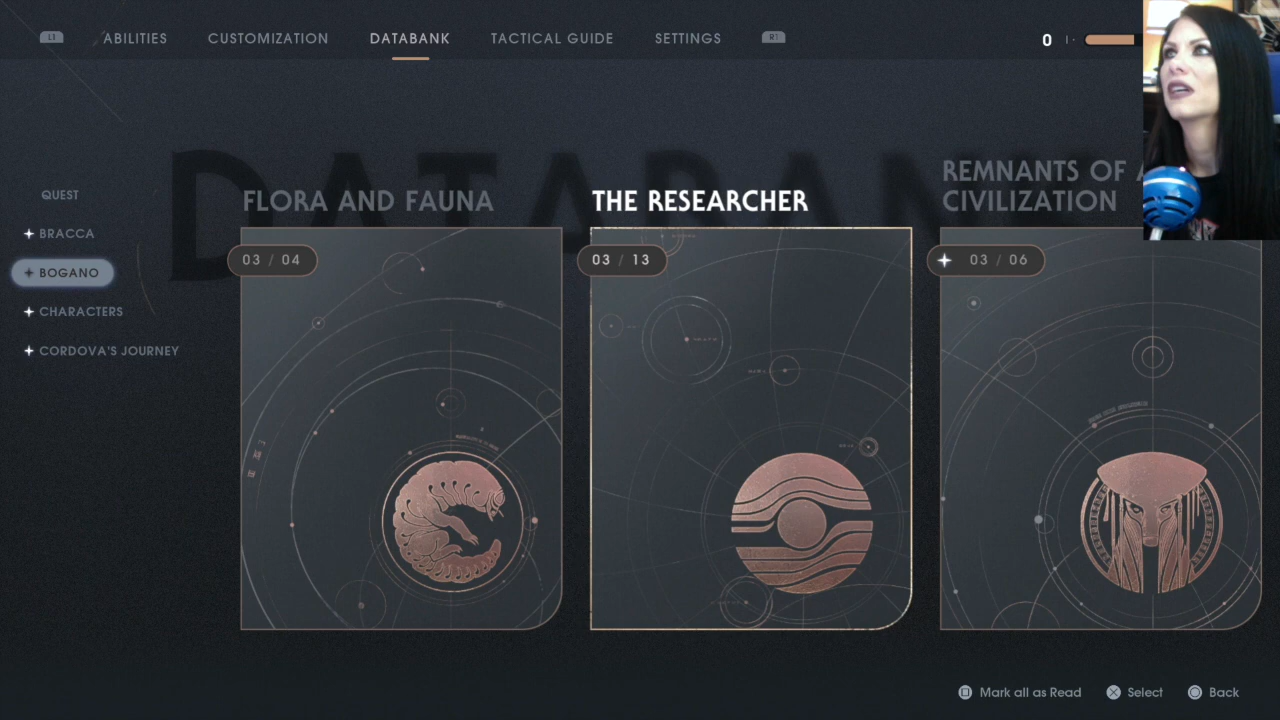 L1
ABILITIES
CUSTOMIZATION
DATABANK
TACTICAL GUIDE
SETTINGS
R1
0
DATABANK
QUEST
BRACCA
BOGANO
CHARACTERS
CORDOVA'S JOURNEY
FLORA AND FAUNA
03 / 04
THE RESEARCHER
03 / 13
REMNANTS OF
CIVILIZATION
03 / 06
Mark all as Read
Select
Back